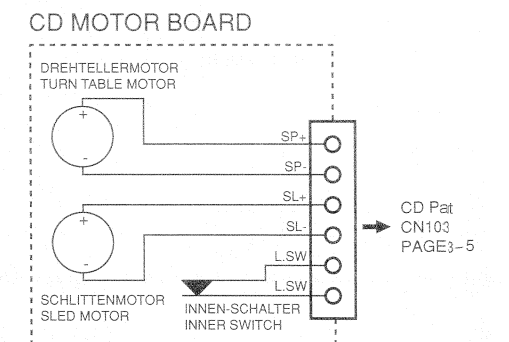 CD MOTOR BOARD
DREHTELLERMOTOR
TURN TABLE MOTOR
+
-
SP+
SP-
SL+
SL-
L.SW
L.SW
+
-
SCHLITTENMOTOR
SLED MOTOR
INNEN-SCHALTER
INNER SWITCH
CD Pat
CN103
PAGE3-5